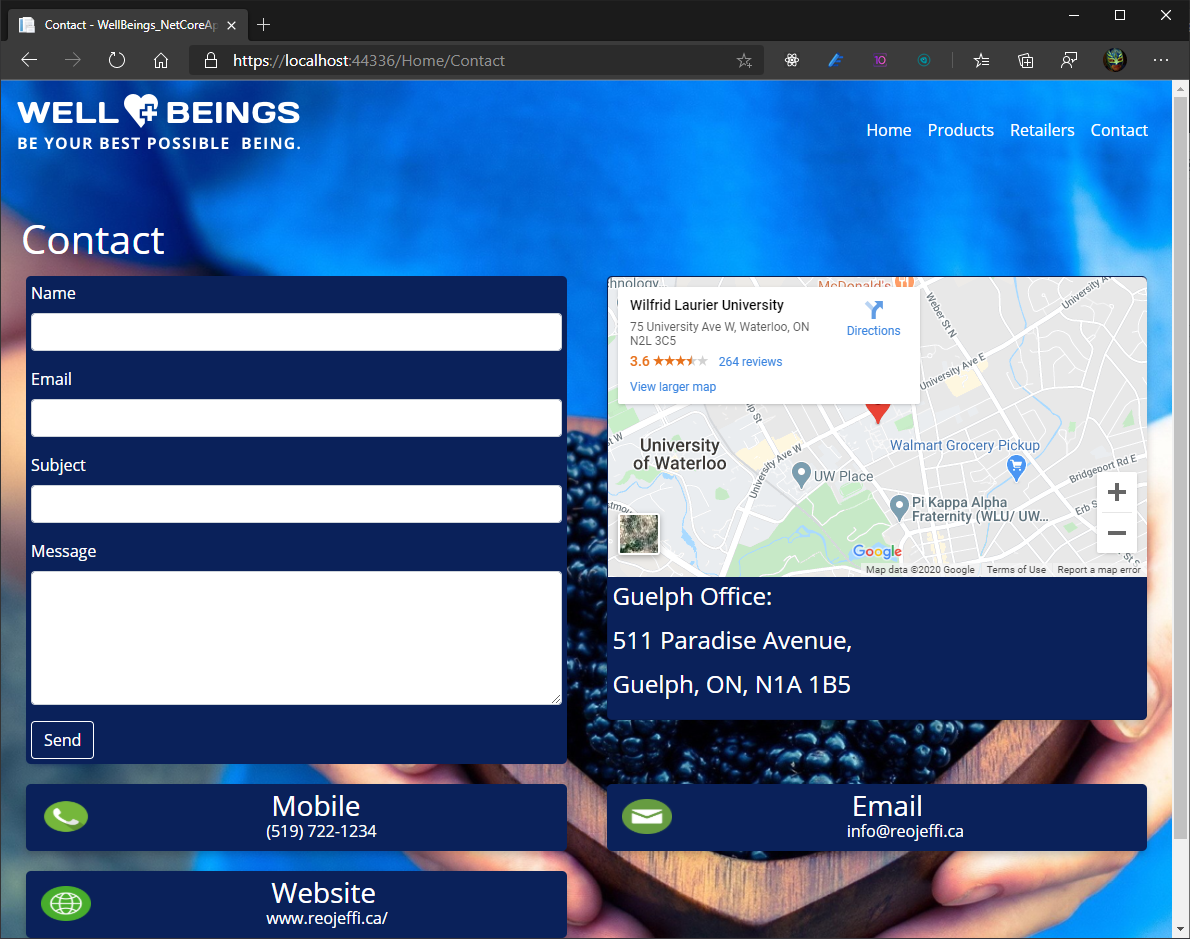 Contact - WellBeings_NetCoreAp
https://localhost:44336/Home/Contact
WELL BEINGS
BE YOUR BEST POSSIBLE BEING.
Home Products Retailers Contact
Contact
Name
Email
Subject
Message
Send
McDonald's
Wilfrid Laurier University
75 University Ave W, Waterloo, ON
N2L 3C5
Directions
3.6 264 reviews
View larger map
Weber St N
University Ave E
University
of Waterloo
University Ave W
UW Place
Walmart Grocery Pickup
Bridgeport Rd E
Pi Kappa Alpha
Fraternity (WLU/ UW...
Erb S
Google
Map data ©2020 Google Terms of Use Report a map error
Guelph Office:
511 Paradise Avenue,
Guelph, ON, N1A 1B5
Mobile
(519) 722-1234
Email
info@reojeffi.ca
Website
www.reojeffi.ca/